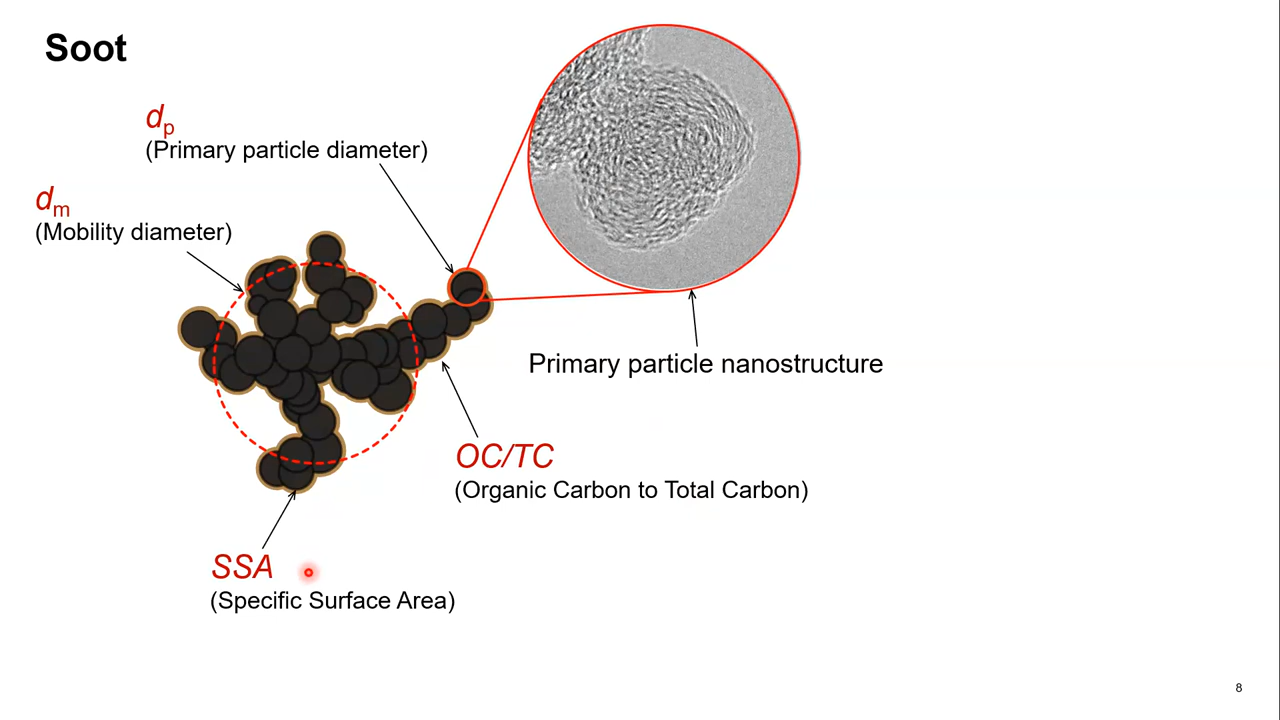 Soot
dp
(Primary particle diameter)
dm
(Mobility diameter)
Primary particle nanostructure
OC/TC
(Organic Carbon to Total Carbon)
SSA
(Specific Surface Area)
8